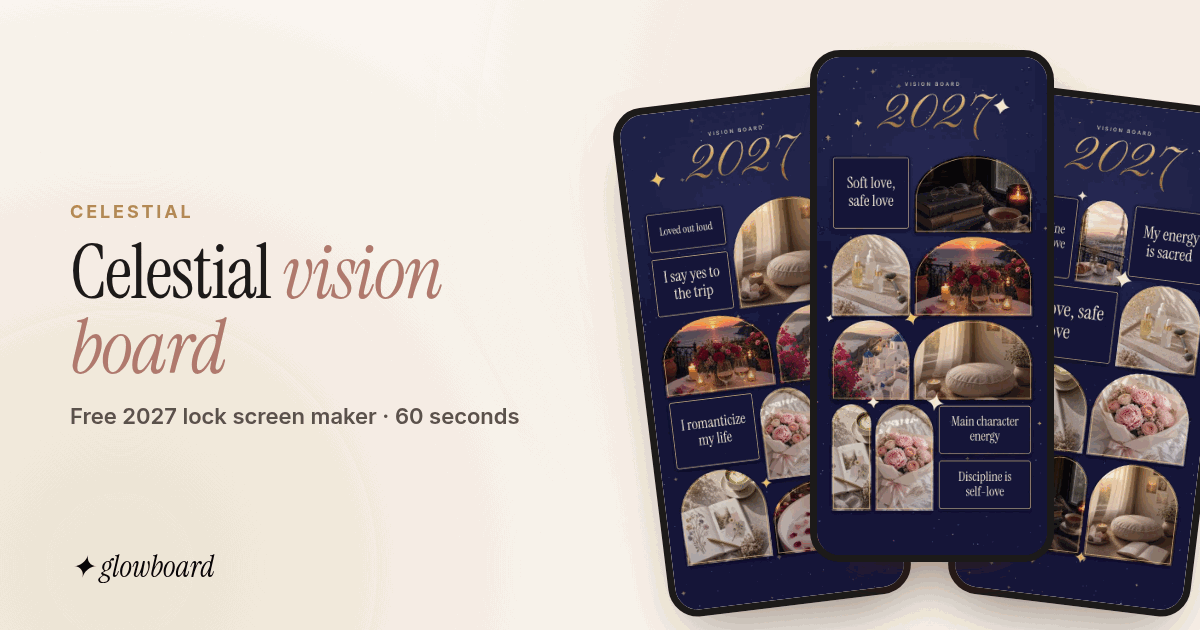 CELESTIAL
Celestial vision
board
Free 2027 lock screen maker · 60 seconds
✦ glowboard
VISION BOARD
2027
Loved out loud
I say yes to
the trip
I romanticize
my life
VISION BOARD
2027
Soft love,
safe love
Main character
energy
Discipline is
self-love
VISION BOARD
2027
My energy
is sacred
safe